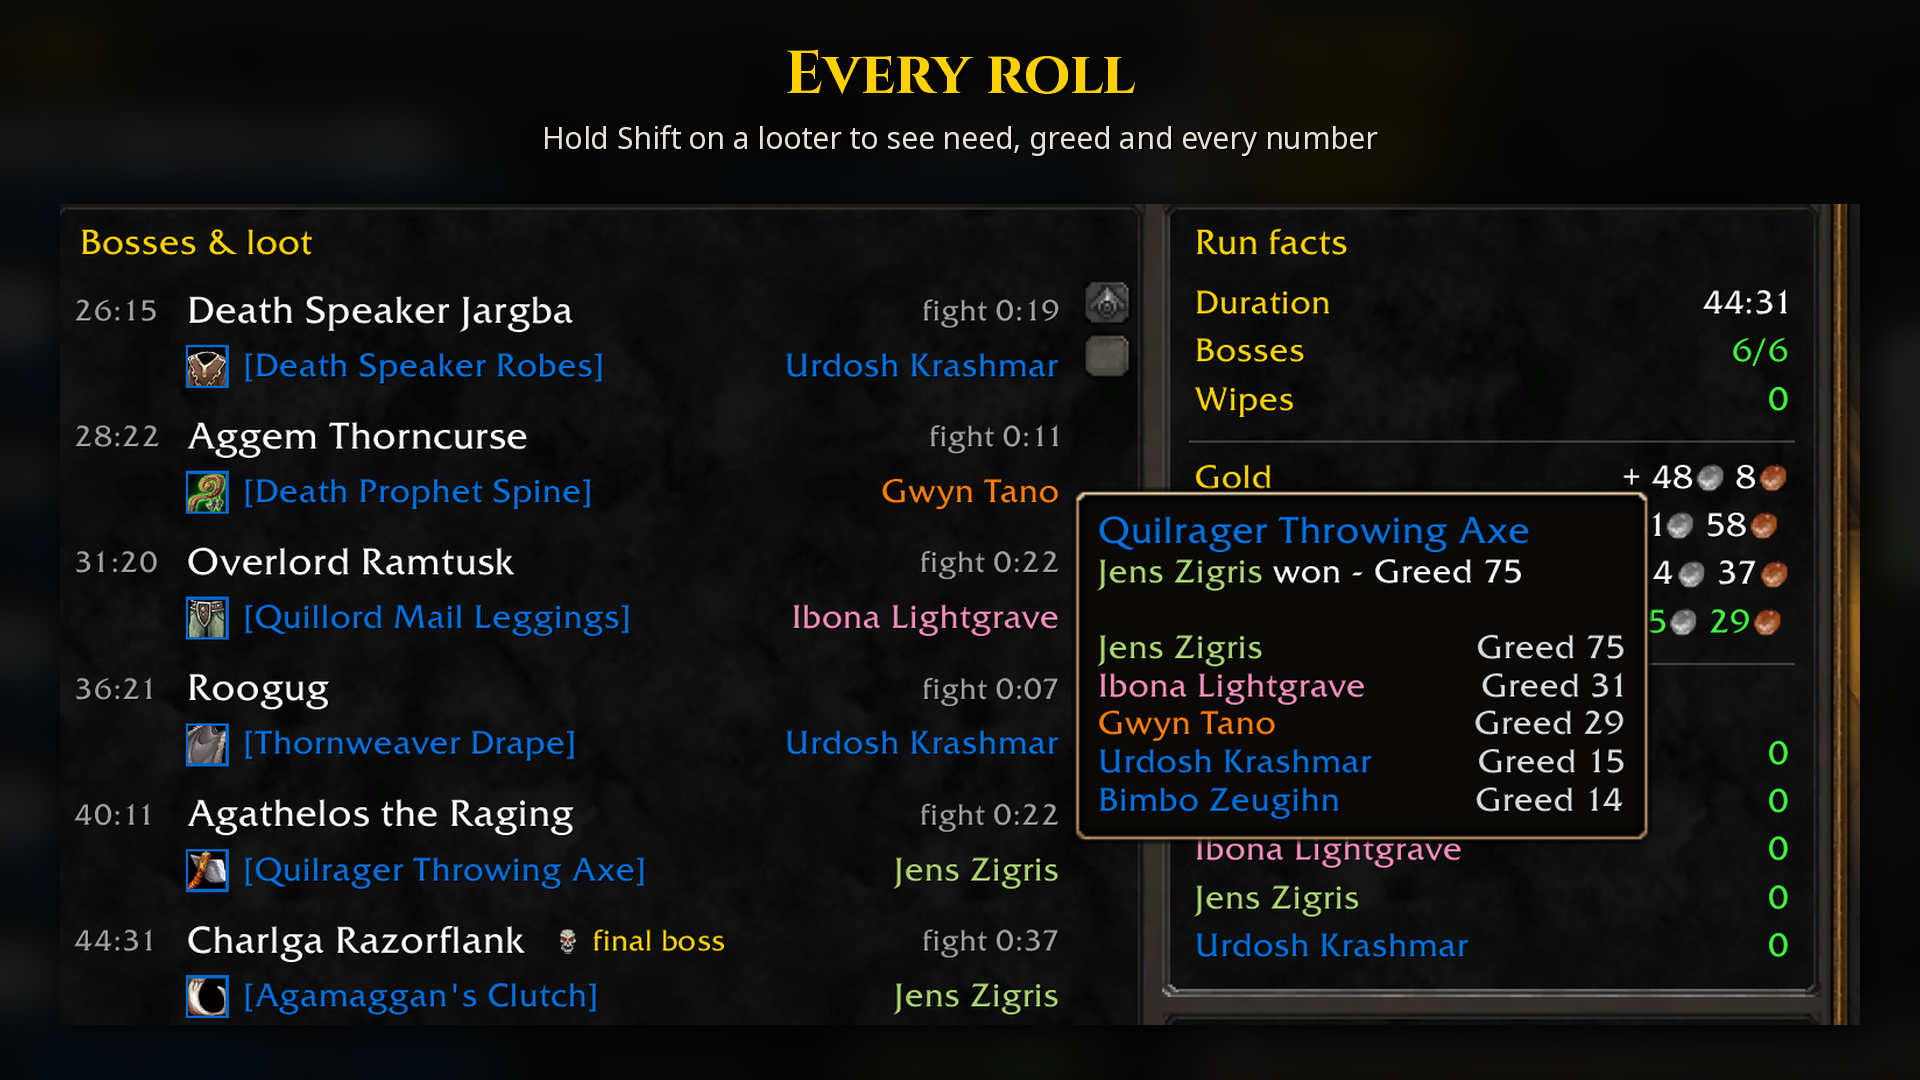 EVERY ROLL
Hold Shift on a looter to see need, greed and every number
Bosses & loot
26:15 Death Speaker Jargba fight 0:19
[Death Speaker Robes] Urdosh Krashmar
28:22 Aggem Thorncurse fight 0:11
[Death Prophet Spine] Gwyn Tano
31:20 Overlord Ramtusk fight 0:22
[Quillord Mail Leggings] Ibona Lightgrave
36:21 Roogug fight 0:07
[Thornweaver Drape] Urdosh Krashmar
40:11 Agathelos the Raging fight 0:22
[Quilrager Throwing Axe] Jens Zigris
44:31 Charlga Razorflank final boss fight 0:37
[Agamaggan's Clutch] Jens Zigris
Run facts
Duration 44:31
Bosses 6/6
Wipes 0
Gold + 48 8
1 58
4 37
5 29
Quilrager Throwing Axe
Jens Zigris won - Greed 75
Jens Zigris Greed 75
Ibona Lightgrave Greed 31
Gwyn Tano Greed 29
Urdosh Krashmar Greed 15
Bimbo Zeugihn Greed 14
0
0
Ibona Lightgrave 0
Jens Zigris 0
Urdosh Krashmar 0